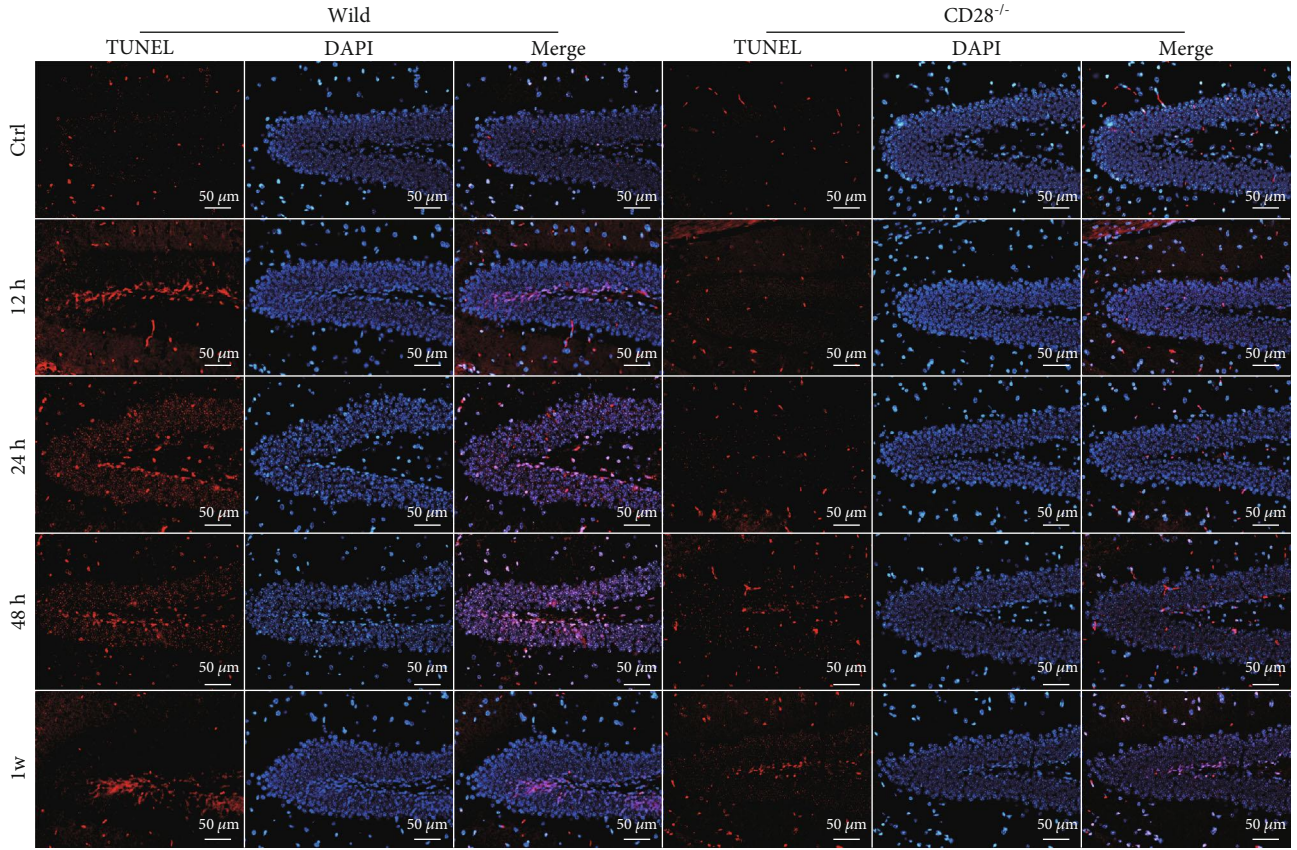 Wild CD28-/-
TUNEL DAPI Merge TUNEL DAPI Merge
Ctrl 50 µm 50 µm 50 µm 50 µm 50 µm 50 µm
12 h 50 µm 50 µm 50 µm 50 µm 50 µm 50 µm
24 h 50 µm 50 µm 50 µm 50 µm 50 µm 50 µm
48 h 50 µm 50 µm 50 µm 50 µm 50 µm 50 µm
1w 50 µm 50 µm 50 µm 50 µm 50 µm 50 µm